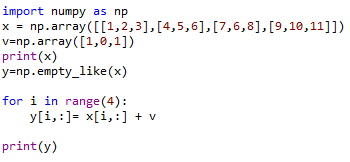 import numpy as np
x = np.array([[1,2,3],[4,5,6],[7,6,8],[9,10,11]])
v=np.array([1,0,1])
print(x)
y=np.empty_like(x)
for i in range(4):
    y[i,:]= x[i,:] + v
print(y)